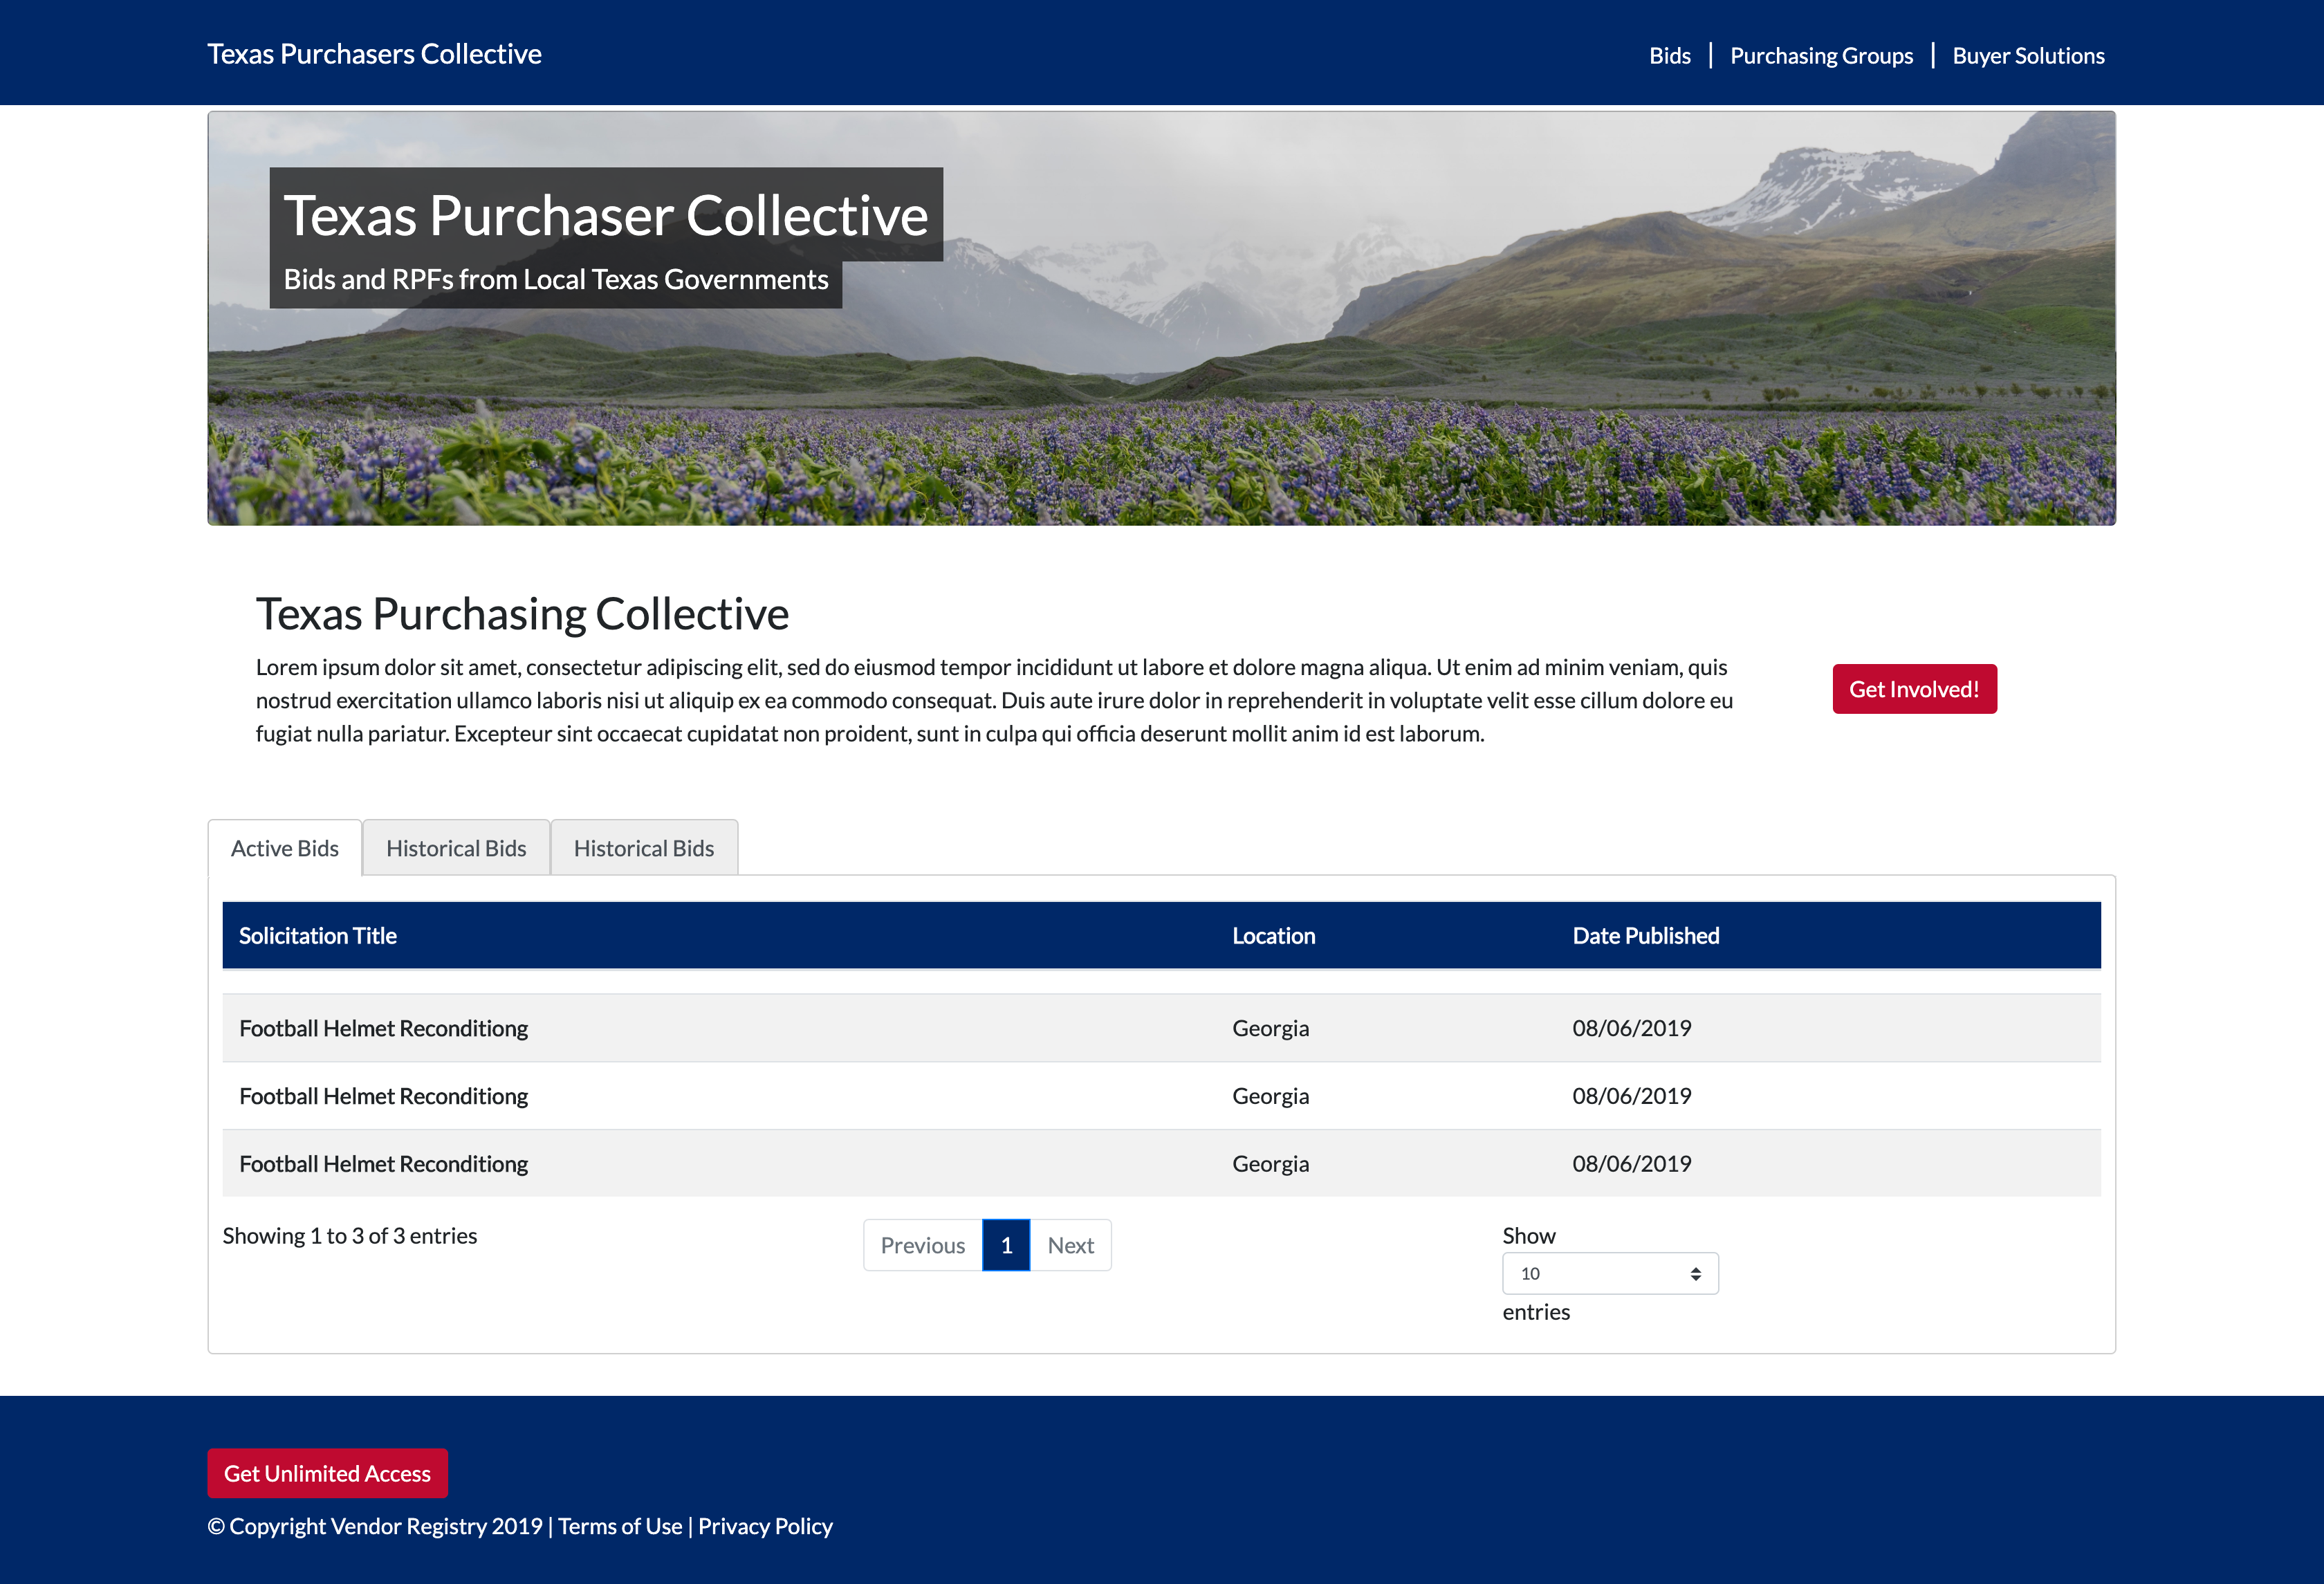 Texas Purchasers Collective
Bids | Purchasing Groups | Buyer Solutions
Texas Purchaser Collective
Bids and RPFs from Local Texas Governments
Texas Purchasing Collective
Lorem ipsum dolor sit amet, consectetur adipiscing elit, sed do eiusmod tempor incididunt ut labore et dolore magna aliqua. Ut enim ad minim veniam, quis
nostrud exercitation ullamco laboris nisi ut aliquip ex ea commodo consequat. Duis aute irure dolor in reprehenderit in voluptate velit esse cillum dolore eu
fugiat nulla pariatur. Excepteur sint occaecat cupidatat non proident, sunt in culpa qui officia deserunt mollit anim id est laborum.
Get Involved!
Active Bids Historical Bids Historical Bids
Solicitation Title Location Date Published
Football Helmet Reconditiong Georgia 08/06/2019
Football Helmet Reconditiong Georgia 08/06/2019
Football Helmet Reconditiong Georgia 08/06/2019
Showing 1 to 3 of 3 entries
Previous 1 Next
Show
10
entries
Get Unlimited Access
© Copyright Vendor Registry 2019 | Terms of Use | Privacy Policy